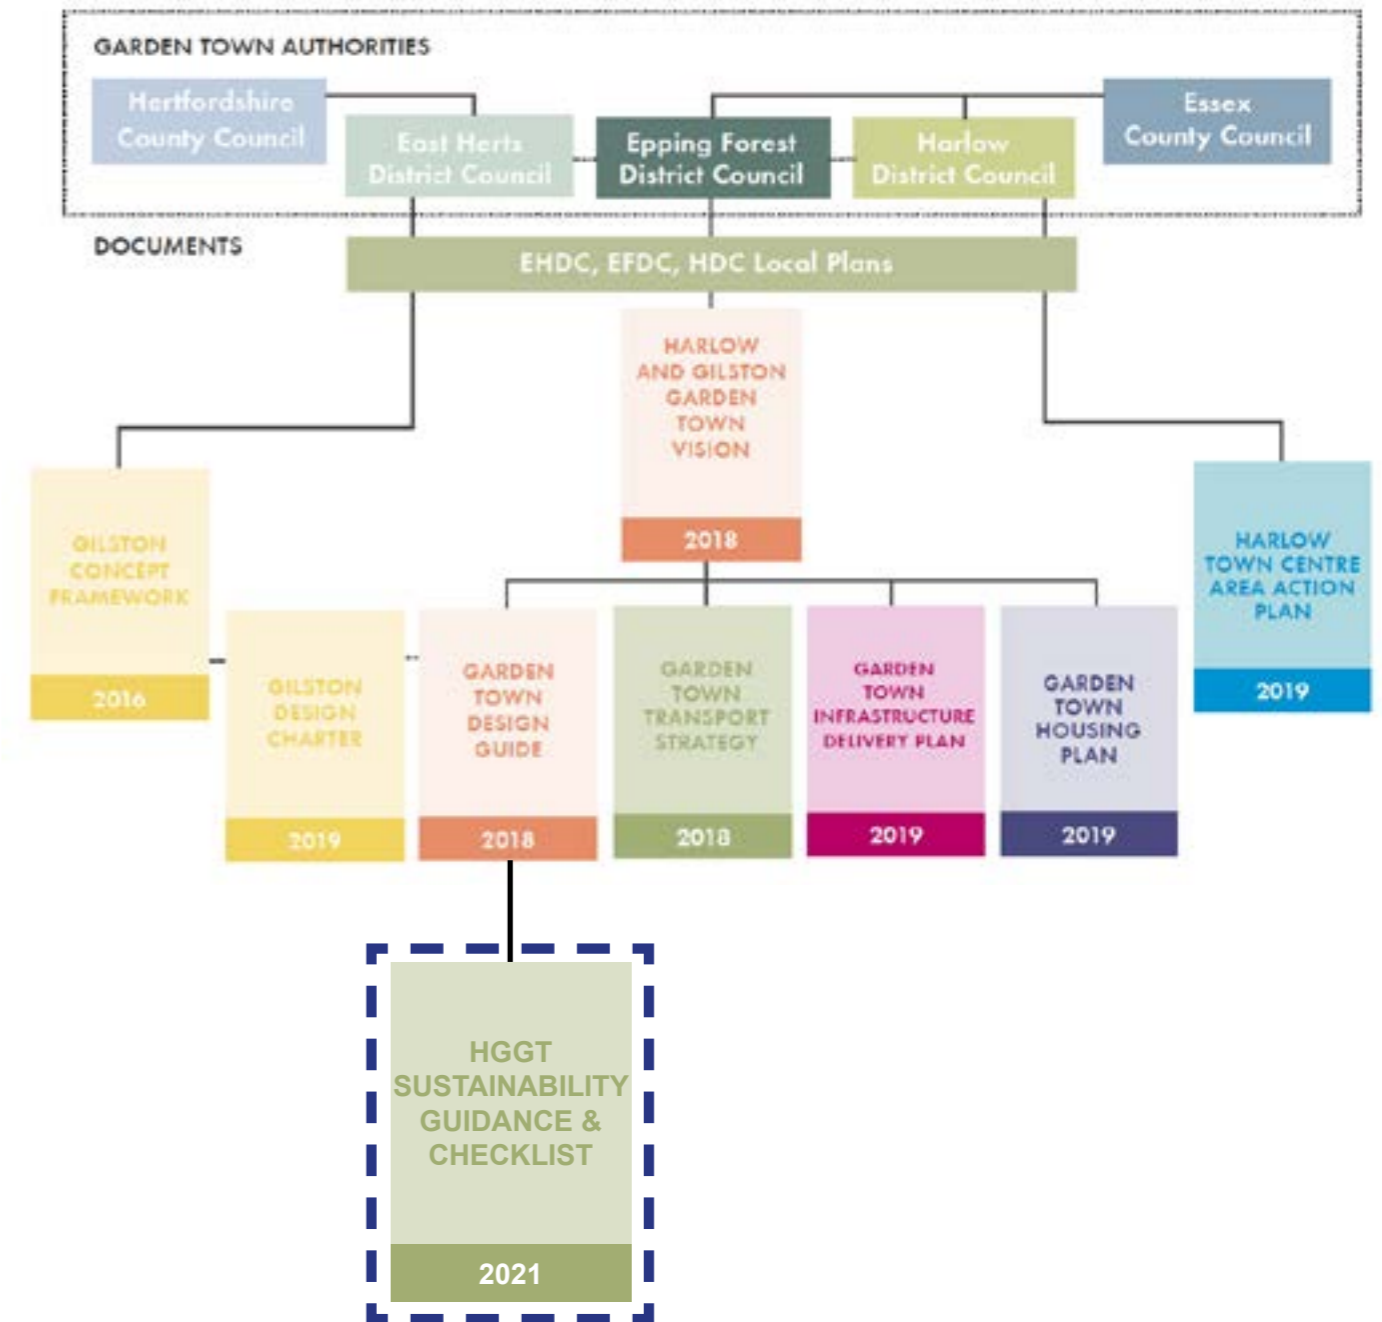 GARDEN TOWN AUTHORITIES
Hertfordshire
County Council
East Herts
District Council
Epping Forest
District Council
Harlow
District Council
Essex
County Council
DOCUMENTS
EHDC, EFDC, HDC Local Plans
HARLOW
AND GILSTON
GARDEN
TOWN
VISION
2018
GILSTON
CONCEPT
FRAMEWORK
2016
GILSTON
DESIGN
CHARTER
2019
GARDEN
TOWN
DESIGN
GUIDE
2018
GARDEN
TOWN
TRANSPORT
STRATEGY
2018
GARDEN
TOWN
INFRASTRUCTURE
DELIVERY PLAN
2019
GARDEN
TOWN
HOUSING
PLAN
2019
HARLOW
TOWN CENTRE
AREA ACTION
PLAN
2019
HGGT
SUSTAINABILITY
GUIDANCE &
CHECKLIST
2021